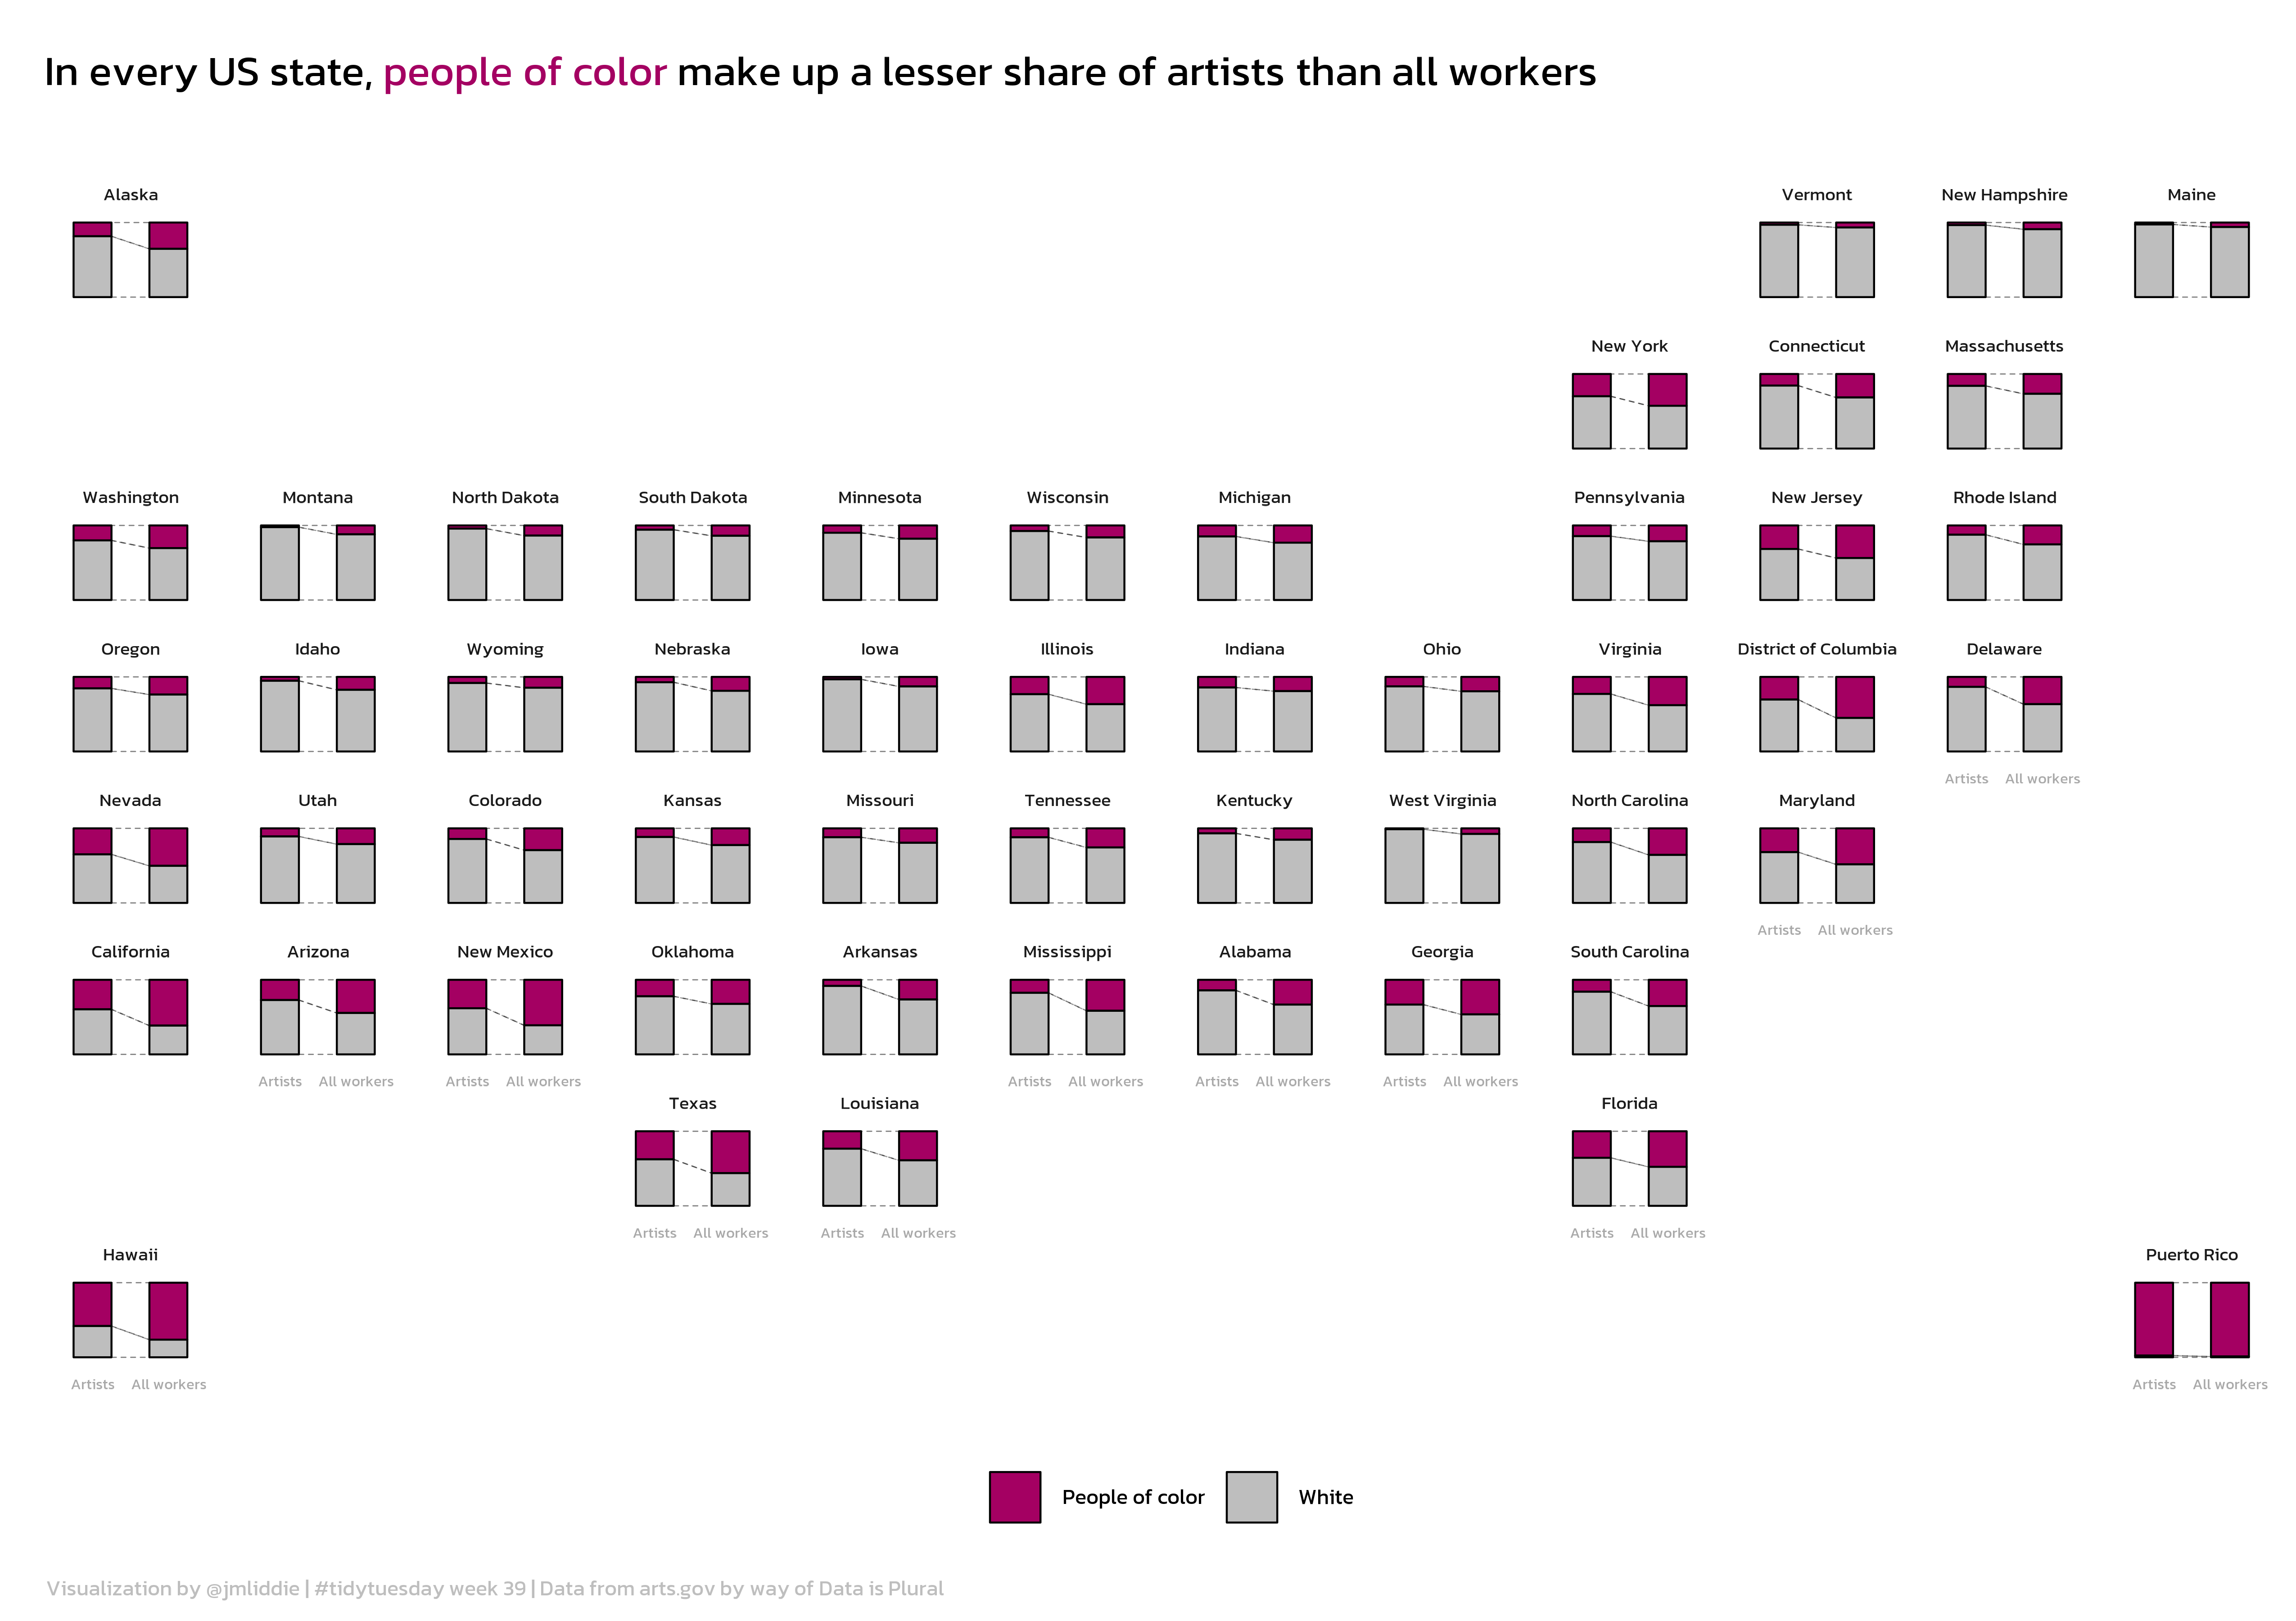 In every US state, people of color make up a lesser share of artists than all workers
Alaska
Vermont
New Hampshire
Maine
New York
Connecticut
Massachusetts
Washington
Montana
North Dakota
South Dakota
Minnesota
Wisconsin
Michigan
Pennsylvania
New Jersey
Rhode Island
Oregon
Idaho
Wyoming
Nebraska
Iowa
Illinois
Indiana
Ohio
Virginia
District of Columbia
Delaware
Artists All workers
Nevada
Utah
Colorado
Kansas
Missouri
Tennessee
Kentucky
West Virginia
North Carolina
Maryland
Artists All workers
California
Arizona
New Mexico
Oklahoma
Arkansas
Mississippi
Alabama
Georgia
South Carolina
Artists All workers
Artists All workers
Artists All workers
Artists All workers
Artists All workers
Texas
Louisiana
Florida
Artists All workers
Artists All workers
Artists All workers
Hawaii
Puerto Rico
Artists All workers
Artists All workers
People of color
White
Visualization by @jmliddie | #tidytuesday week 39 | Data from arts.gov by way of Data is Plural